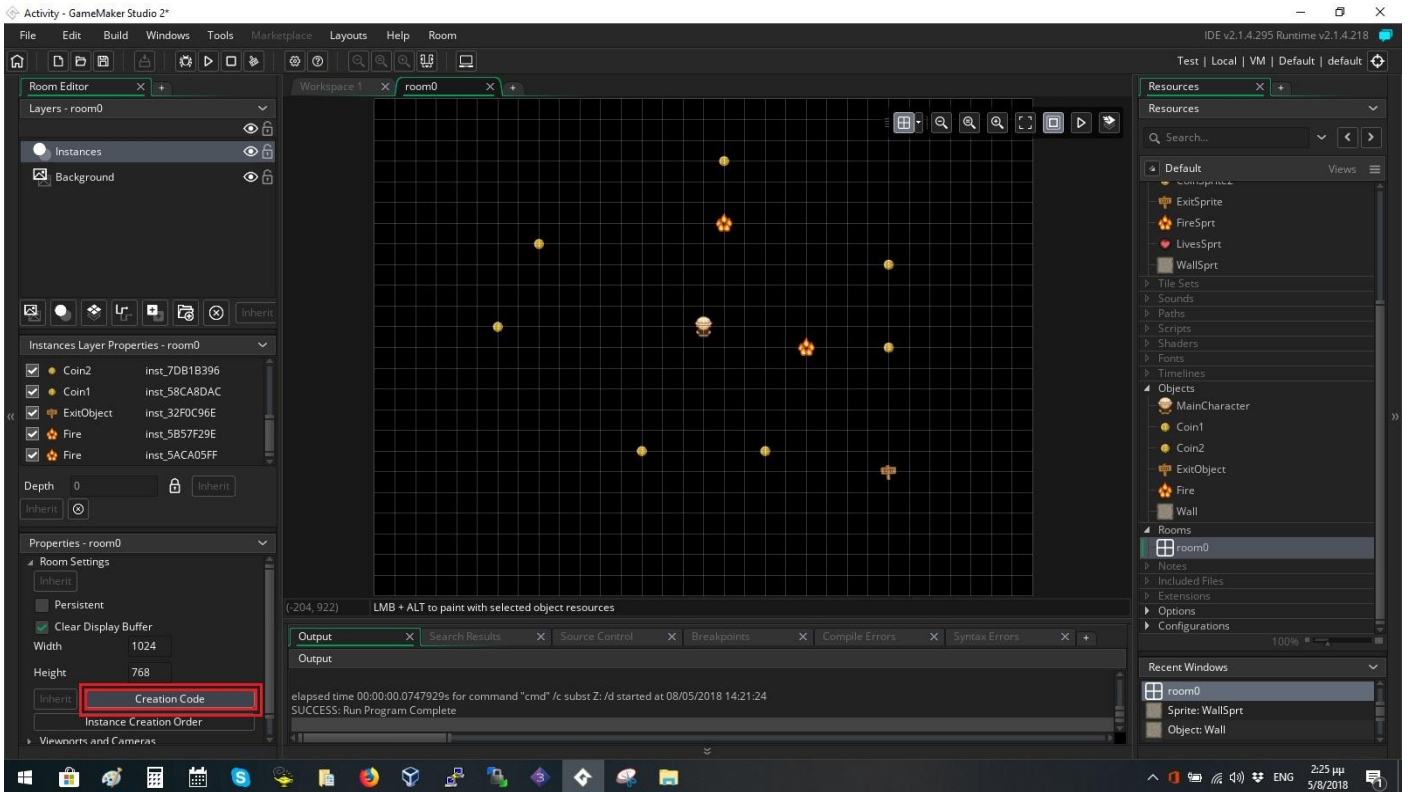 Activity - GameMaker Studio 2*
File Edit Build Windows Tools Marketplace Layouts Help Room
IDE v2.1.4.295 Runtime v2.1.4.218
Test | Local | VM | Default | default
Room Editor
Layers - room0
Instances
Background
Inherit
Instances Layer Properties - room0
Coin2 inst_7DB1B396
Coin1 inst_58CA8DAC
ExitObject inst_32F0C96E
Fire inst_5B57F29E
Fire inst_5ACA05FF
Depth 0 Inherit
Inherit
Properties - room0
Room Settings
Inherit
Persistent
Clear Display Buffer
Width 1024
Height 768
Inherit Creation Code
Instance Creation Order
Viewports and Cameras
Workspace 1 room0
(-204, 922) LMB + ALT to paint with selected object resources
Output Search Results Source Control Breakpoints Compile Errors Syntax Errors
Output
elapsed time 00:00:00.0747929s for command "cmd" /c subst Z: /d started at 08/05/2018 14:21:24
SUCCESS: Run Program Complete
Resources
Resources
Search...
Default Views
CoinSprite2
ExitSprite
FireSprt
LivesSprt
WallSprt
Tile Sets
Sounds
Paths
Scripts
Shaders
Fonts
Timelines
Objects
MainCharacter
Coin1
Coin2
ExitObject
Fire
Wall
Rooms
room0
Notes
Included Files
Extensions
Options
Configurations
100%
Recent Windows
room0
Sprite: WallSprt
Object: Wall
ENG
2:25 μμ
5/8/2018